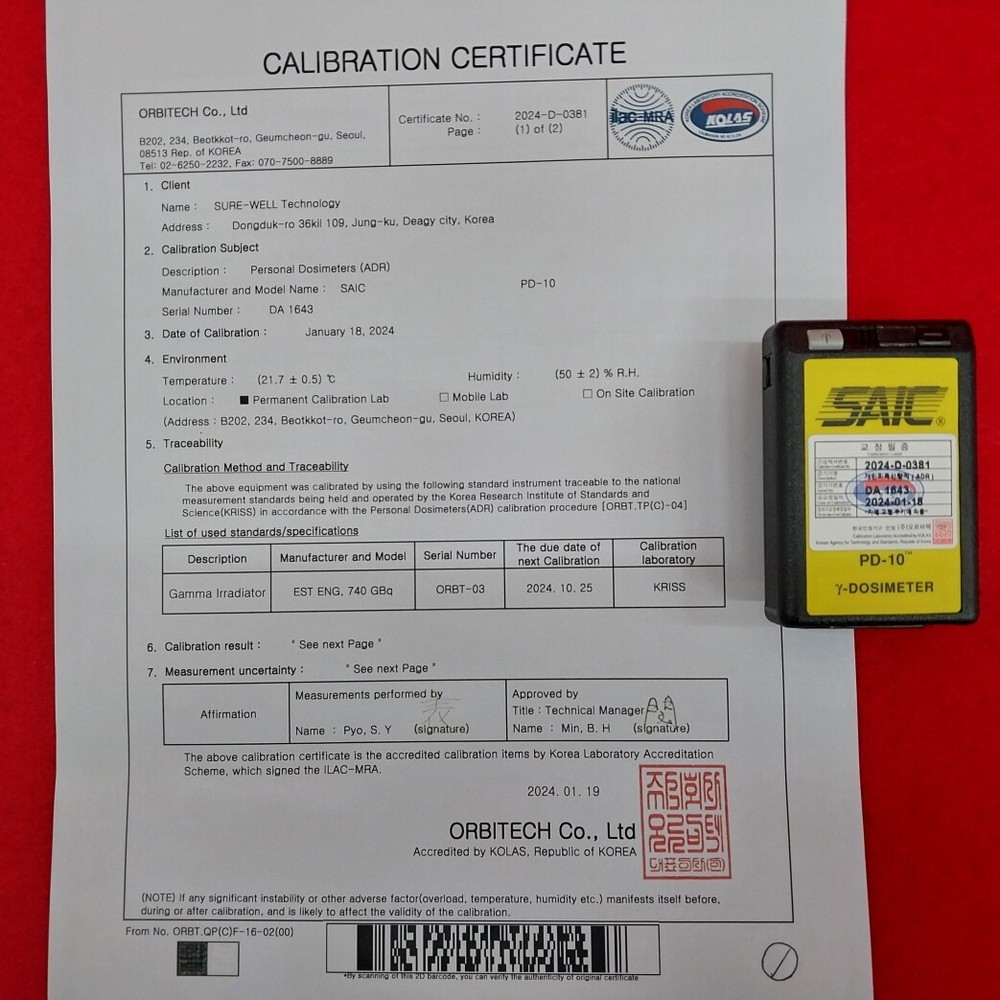 CALIBRATION CERTIFICATE
ORBITECH Co., Ltd
B202, 234, Beotkkot-ro, Geumcheon-gu, Seoul,
08513 Rep. of KOREA
Tel: 02-6250-2232, Fax: 070-7500-8889
Certificate No. : 2024-D-0381
Page : (1) of (2)
ilac-MRA
KOLAS
1. Client
Name : SURE-WELL Technology
Address : Dongduk-ro 36kil 109, Jung-ku, Deagy city, Korea
2. Calibration Subject
Description : Personal Dosimeters (ADR)
Manufacturer and Model Name : SAIC PD-10
Serial Number : DA 1643
3. Date of Calibration : January 18, 2024
4. Environment
Temperature : (21.7 ± 0.5) ℃ Humidity : (50 ± 2) % R.H.
Location : ■ Permanent Calibration Lab □ Mobile Lab □ On Site Calibration
(Address : B202, 234, Beotkkot-ro, Geumcheon-gu, Seoul, KOREA)
5. Traceability
Calibration Method and Traceability
The above equipment was calibrated by using the following standard instrument traceable to the national
measurement standards being held and operated by the Korea Research Institute of Standards and
Science(KRISS) in accordance with the Personal Dosimeters(ADR) calibration procedure [ORBT.TP(C)-04]
List of used standards/specifications
Description Manufacturer and Model Serial Number The due date of next Calibration Calibration laboratory
Gamma Irradiator EST ENG, 740 GBq ORBT-03 2024. 10. 25 KRISS
6. Calibration result : " See next Page "
7. Measurement uncertainty : " See next Page "
Affirmation
Measurements performed by
Name : Pyo, S. Y (signature)
Approved by
Title : Technical Manager
Name : Min, B. H (signature)
The above calibration certificate is the accredited calibration items by Korea Laboratory Accreditation
Scheme, which signed the ILAC-MRA.
2024. 01. 19
ORBITECH Co., Ltd
Accredited by KOLAS, Republic of KOREA
(NOTE) If any significant instability or other adverse factor(overload, temperature, humidity etc.) manifests itself before,
during or after calibration, and is likely to affect the validity of the calibration.
From No. ORBT.QP(C)F-16-02(00)
*By scanning of this 2D barcode, you can verify the authenticity of original certificate
SAIC®
교 정 필 증
2024-D-0381
DA 1643
2024-01-18
PD-10™
γ-DOSIMETER